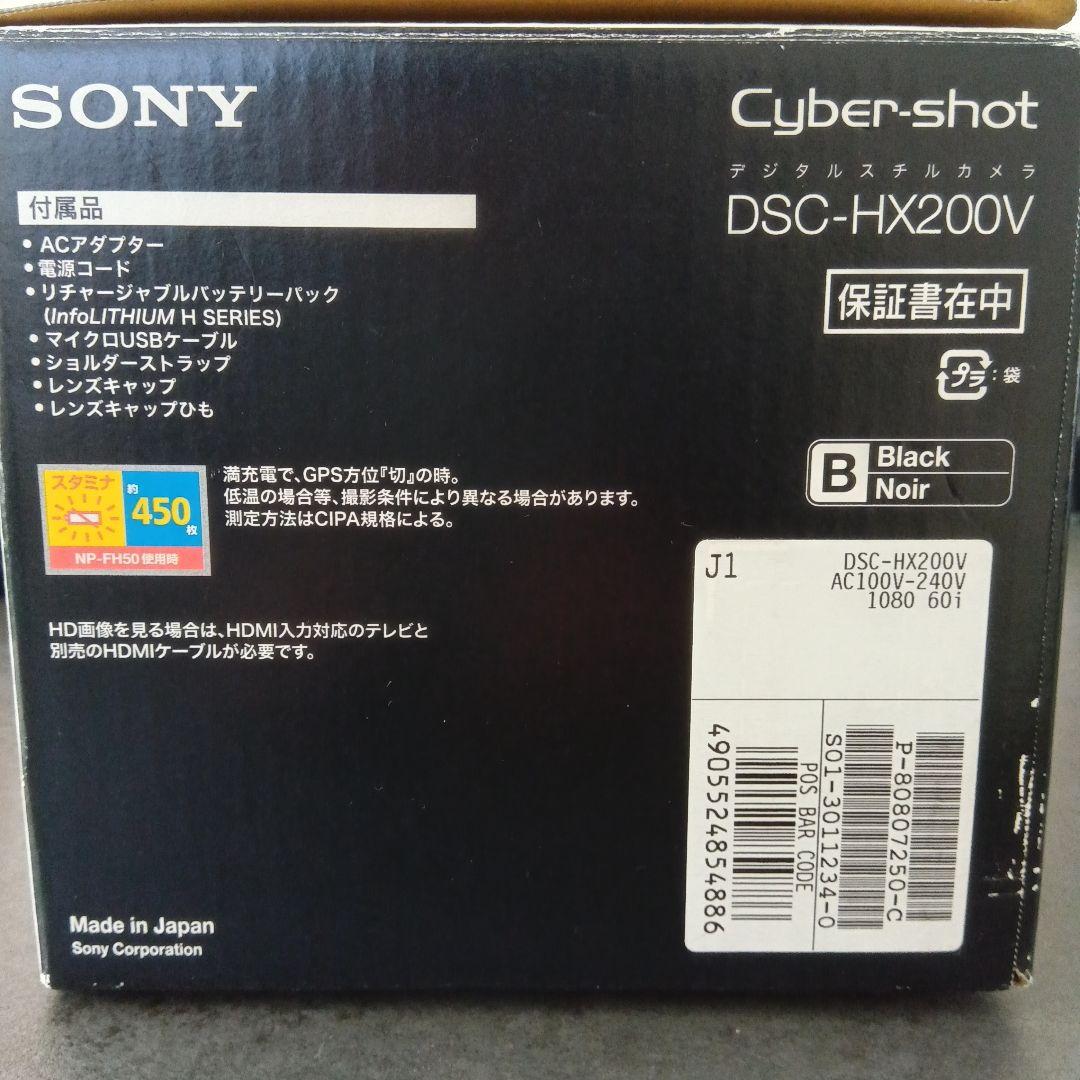 SONY
Cyber-shot
デジタルスチルカメラ
DSC-HX200V
保証書在中
プラ:袋
B Black
Noir
付属品
• ACアダプター
• 電源コード
• リチャージャブルバッテリーパック
(InfoLITHIUM H SERIES)
• マイクロUSBケーブル
• ショルダーストラップ
• レンズキャップ
• レンズキャップひも
スタミナ
約
450
枚
NP-FH50使用時
満充電で、GPS方位『切』の時。
低温の場合等、撮影条件により異なる場合があります。
測定方法はCIPA規格による。
HD画像を見る場合は、HDMI入力対応のテレビと
別売のHDMIケーブルが必要です。
J1
DSC-HX200V
AC100V-240V
1080 60i
P-80807250-C
S01-3011234-0
POS BAR CODE
4905524854886
Made in Japan
Sony Corporation